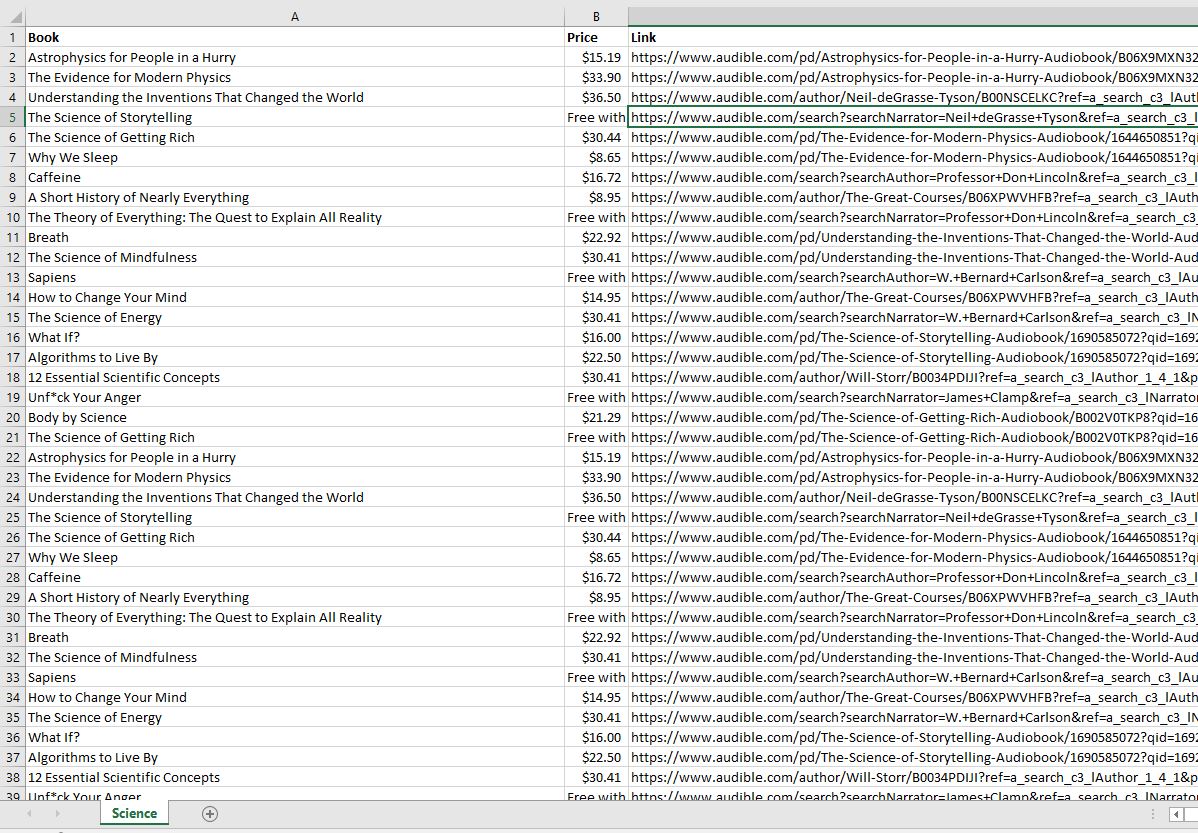 A B
1 Book Price Link
2 Astrophysics for People in a Hurry $15.19 https://www.audible.com/pd/Astrophysics-for-People-in-a-Hurry-Audiobook/B06X9MXN32
3 The Evidence for Modern Physics $33.90 https://www.audible.com/pd/Astrophysics-for-People-in-a-Hurry-Audiobook/B06X9MXN32
4 Understanding the Inventions That Changed the World $36.50 https://www.audible.com/author/Neil-deGrasse-Tyson/B00NSCELKC?ref=a_search_c3_lAut
5 The Science of Storytelling Free with https://www.audible.com/search?searchNarrator=Neil+deGrasse+Tyson&ref=a_search_c3_l
6 The Science of Getting Rich $30.44 https://www.audible.com/pd/The-Evidence-for-Modern-Physics-Audiobook/1644650851?qi
7 Why We Sleep $8.65 https://www.audible.com/pd/The-Evidence-for-Modern-Physics-Audiobook/1644650851?qi
8 Caffeine $16.72 https://www.audible.com/search?searchAuthor=Professor+Don+Lincoln&ref=a_search_c3_l
9 A Short History of Nearly Everything $8.95 https://www.audible.com/author/The-Great-Courses/B06XPWVHFB?ref=a_search_c3_lAuth
10 The Theory of Everything: The Quest to Explain All Reality Free with https://www.audible.com/search?searchNarrator=Professor+Don+Lincoln&ref=a_search_c3_
11 Breath $22.92 https://www.audible.com/pd/Understanding-the-Inventions-That-Changed-the-World-Aud
12 The Science of Mindfulness $30.41 https://www.audible.com/pd/Understanding-the-Inventions-That-Changed-the-World-Aud
13 Sapiens Free with https://www.audible.com/search?searchAuthor=W.+Bernard+Carlson&ref=a_search_c3_lAu
14 How to Change Your Mind $14.95 https://www.audible.com/author/The-Great-Courses/B06XPWVHFB?ref=a_search_c3_lAuth
15 The Science of Energy $30.41 https://www.audible.com/search?searchNarrator=W.+Bernard+Carlson&ref=a_search_c3_lN
16 What If? $16.00 https://www.audible.com/pd/The-Science-of-Storytelling-Audiobook/1690585072?qid=1692
17 Algorithms to Live By $22.50 https://www.audible.com/pd/The-Science-of-Storytelling-Audiobook/1690585072?qid=1692
18 12 Essential Scientific Concepts $30.41 https://www.audible.com/author/Will-Storr/B0034PDIJI?ref=a_search_c3_lAuthor_1_4_1&p
19 Unf*ck Your Anger Free with https://www.audible.com/search?searchNarrator=James+Clamp&ref=a_search_c3_lNarrato
20 Body by Science $21.29 https://www.audible.com/pd/The-Science-of-Getting-Rich-Audiobook/B002V0TKP8?qid=16
21 The Science of Getting Rich Free with https://www.audible.com/pd/The-Science-of-Getting-Rich-Audiobook/B002V0TKP8?qid=16
22 Astrophysics for People in a Hurry $15.19 https://www.audible.com/pd/Astrophysics-for-People-in-a-Hurry-Audiobook/B06X9MXN32
23 The Evidence for Modern Physics $33.90 https://www.audible.com/pd/Astrophysics-for-People-in-a-Hurry-Audiobook/B06X9MXN32
24 Understanding the Inventions That Changed the World $36.50 https://www.audible.com/author/Neil-deGrasse-Tyson/B00NSCELKC?ref=a_search_c3_lAut
25 The Science of Storytelling Free with https://www.audible.com/search?searchNarrator=Neil+deGrasse+Tyson&ref=a_search_c3_l
26 The Science of Getting Rich $30.44 https://www.audible.com/pd/The-Evidence-for-Modern-Physics-Audiobook/1644650851?qi
27 Why We Sleep $8.65 https://www.audible.com/pd/The-Evidence-for-Modern-Physics-Audiobook/1644650851?qi
28 Caffeine $16.72 https://www.audible.com/search?searchAuthor=Professor+Don+Lincoln&ref=a_search_c3_l
29 A Short History of Nearly Everything $8.95 https://www.audible.com/author/The-Great-Courses/B06XPWVHFB?ref=a_search_c3_lAuth
30 The Theory of Everything: The Quest to Explain All Reality Free with https://www.audible.com/search?searchNarrator=Professor+Don+Lincoln&ref=a_search_c3_
31 Breath $22.92 https://www.audible.com/pd/Understanding-the-Inventions-That-Changed-the-World-Aud
32 The Science of Mindfulness $30.41 https://www.audible.com/pd/Understanding-the-Inventions-That-Changed-the-World-Aud
33 Sapiens Free with https://www.audible.com/search?searchAuthor=W.+Bernard+Carlson&ref=a_search_c3_lAu
34 How to Change Your Mind $14.95 https://www.audible.com/author/The-Great-Courses/B06XPWVHFB?ref=a_search_c3_lAuth
35 The Science of Energy $30.41 https://www.audible.com/search?searchNarrator=W.+Bernard+Carlson&ref=a_search_c3_lN
36 What If? $16.00 https://www.audible.com/pd/The-Science-of-Storytelling-Audiobook/1690585072?qid=1692
37 Algorithms to Live By $22.50 https://www.audible.com/pd/The-Science-of-Storytelling-Audiobook/1690585072?qid=1692
38 12 Essential Scientific Concepts $30.41 https://www.audible.com/author/Will-Storr/B0034PDIJI?ref=a_search_c3_lAuthor_1_4_1&p
39 Unf*ck Your Anger Free with https://www.audible.com/search?searchNarrator=James+Clamp&ref=a_search_c3_lNarrato
Science